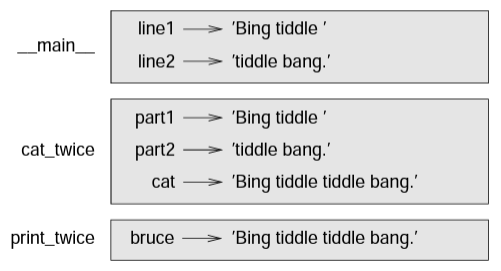 __main__
line1 → 'Bing tiddle '
line2 → 'tiddle bang.'
cat_twice
part1 → 'Bing tiddle '
part2 → 'tiddle bang.'
cat → 'Bing tiddle tiddle bang.'
print_twice
bruce → 'Bing tiddle tiddle bang.'